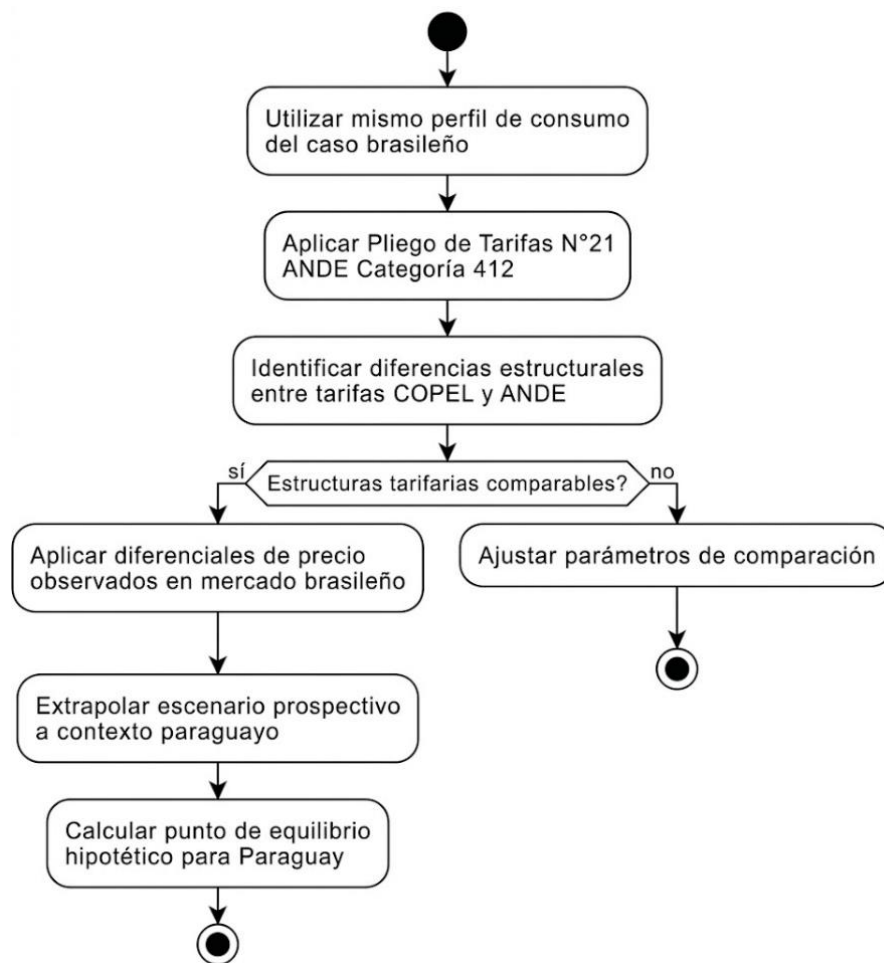 Utilizar mismo perfil de consumo
del caso brasileño
Aplicar Pliego de Tarifas N°21
ANDE Categoría 412
Identificar diferencias estructurales
entre tarifas COPEL y ANDE
sí
Estructuras tarifarias comparables?
no
Aplicar diferenciales de precio
observados en mercado brasileño
Ajustar parámetros de comparación
Extrapolar escenario prospectivo
a contexto paraguayo
Calcular punto de equilibrio
hipotético para Paraguay